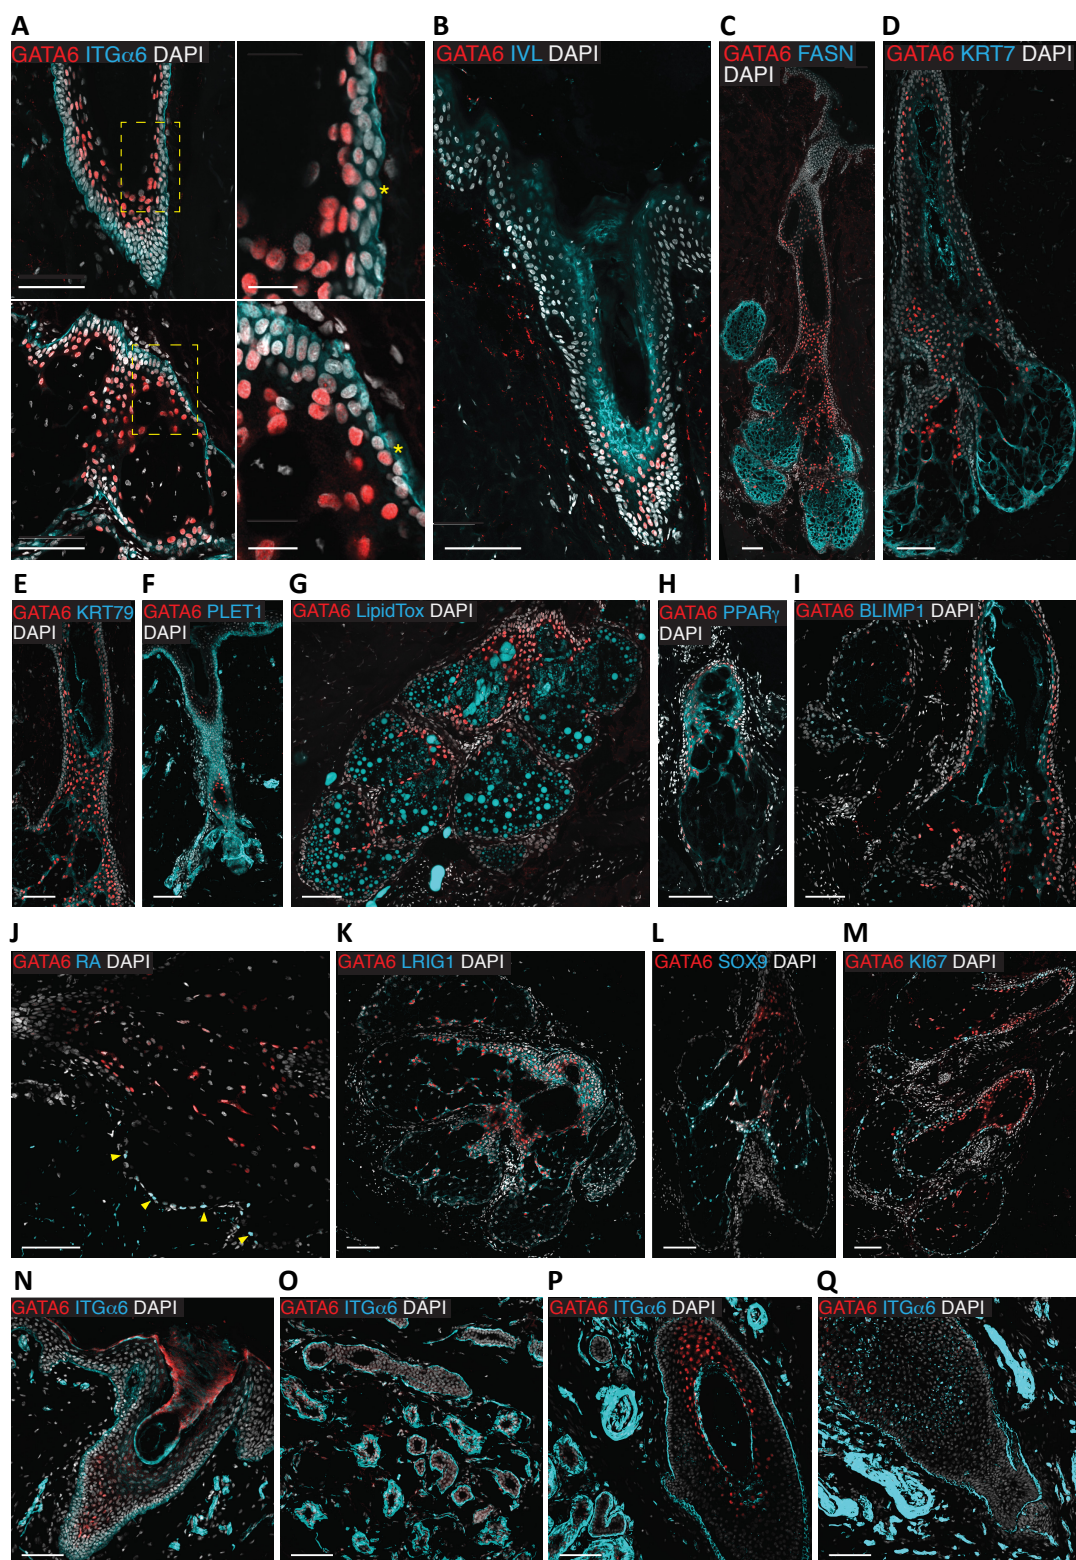 A
GATA6 ITGα6 DAPI
B
GATA6 IVL DAPI
C
GATA6 FASN
DAPI
D
GATA6 KRT7 DAPI
*
*
E
GATA6 KRT79
DAPI
F
GATA6 PLET1
DAPI
G
GATA6 LipidTox DAPI
H
GATA6 PPARγ
DAPI
I
GATA6 BLIMP1 DAPI
J
GATA6 RA DAPI
K
GATA6 LRIG1 DAPI
L
GATA6 SOX9 DAPI
M
GATA6 KI67 DAPI
N
GATA6 ITGα6 DAPI
O
GATA6 ITGα6 DAPI
P
GATA6 ITGα6 DAPI
Q
GATA6 ITGα6 DAPI